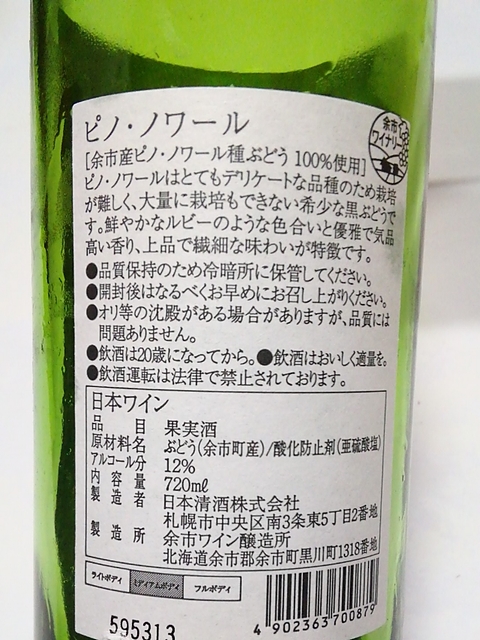 ピノ・ノワール
余市
ワイナリー
[余市産ピノ・ノワール種ぶどう 100%使用]
ピノ・ノワールはとてもデリケートな品種のため栽培
が難しく、大量に栽培もできない希少な黒ぶどうで
す。鮮やかなルビーのような色合いと優雅で気品
高い香り、上品で繊細な味わいが特徴です。
●品質保持のため冷暗所に保管してください。
●開封後はなるべくお早めにお召し上がりください。
●オリ等の沈殿がある場合がありますが、品質には
問題ありません。
●飲酒は20歳になってから。●飲酒はおいしく適量を。
●飲酒運転は法律で禁止されております。
日本ワイン
品 目 果実酒
原材料名 ぶどう(余市町産)/酸化防止剤(亜硫酸塩)
アルコール分 12%
内 容 量 720mℓ
製 造 者 日本清酒株式会社
札幌市中央区南3条東5丁目2番地
製 造 所 余市ワイン醸造所
北海道余市郡余市町黒川町1318番地
ライトボディ ミディアムボディ フルボディ
595313
4 902363 700879